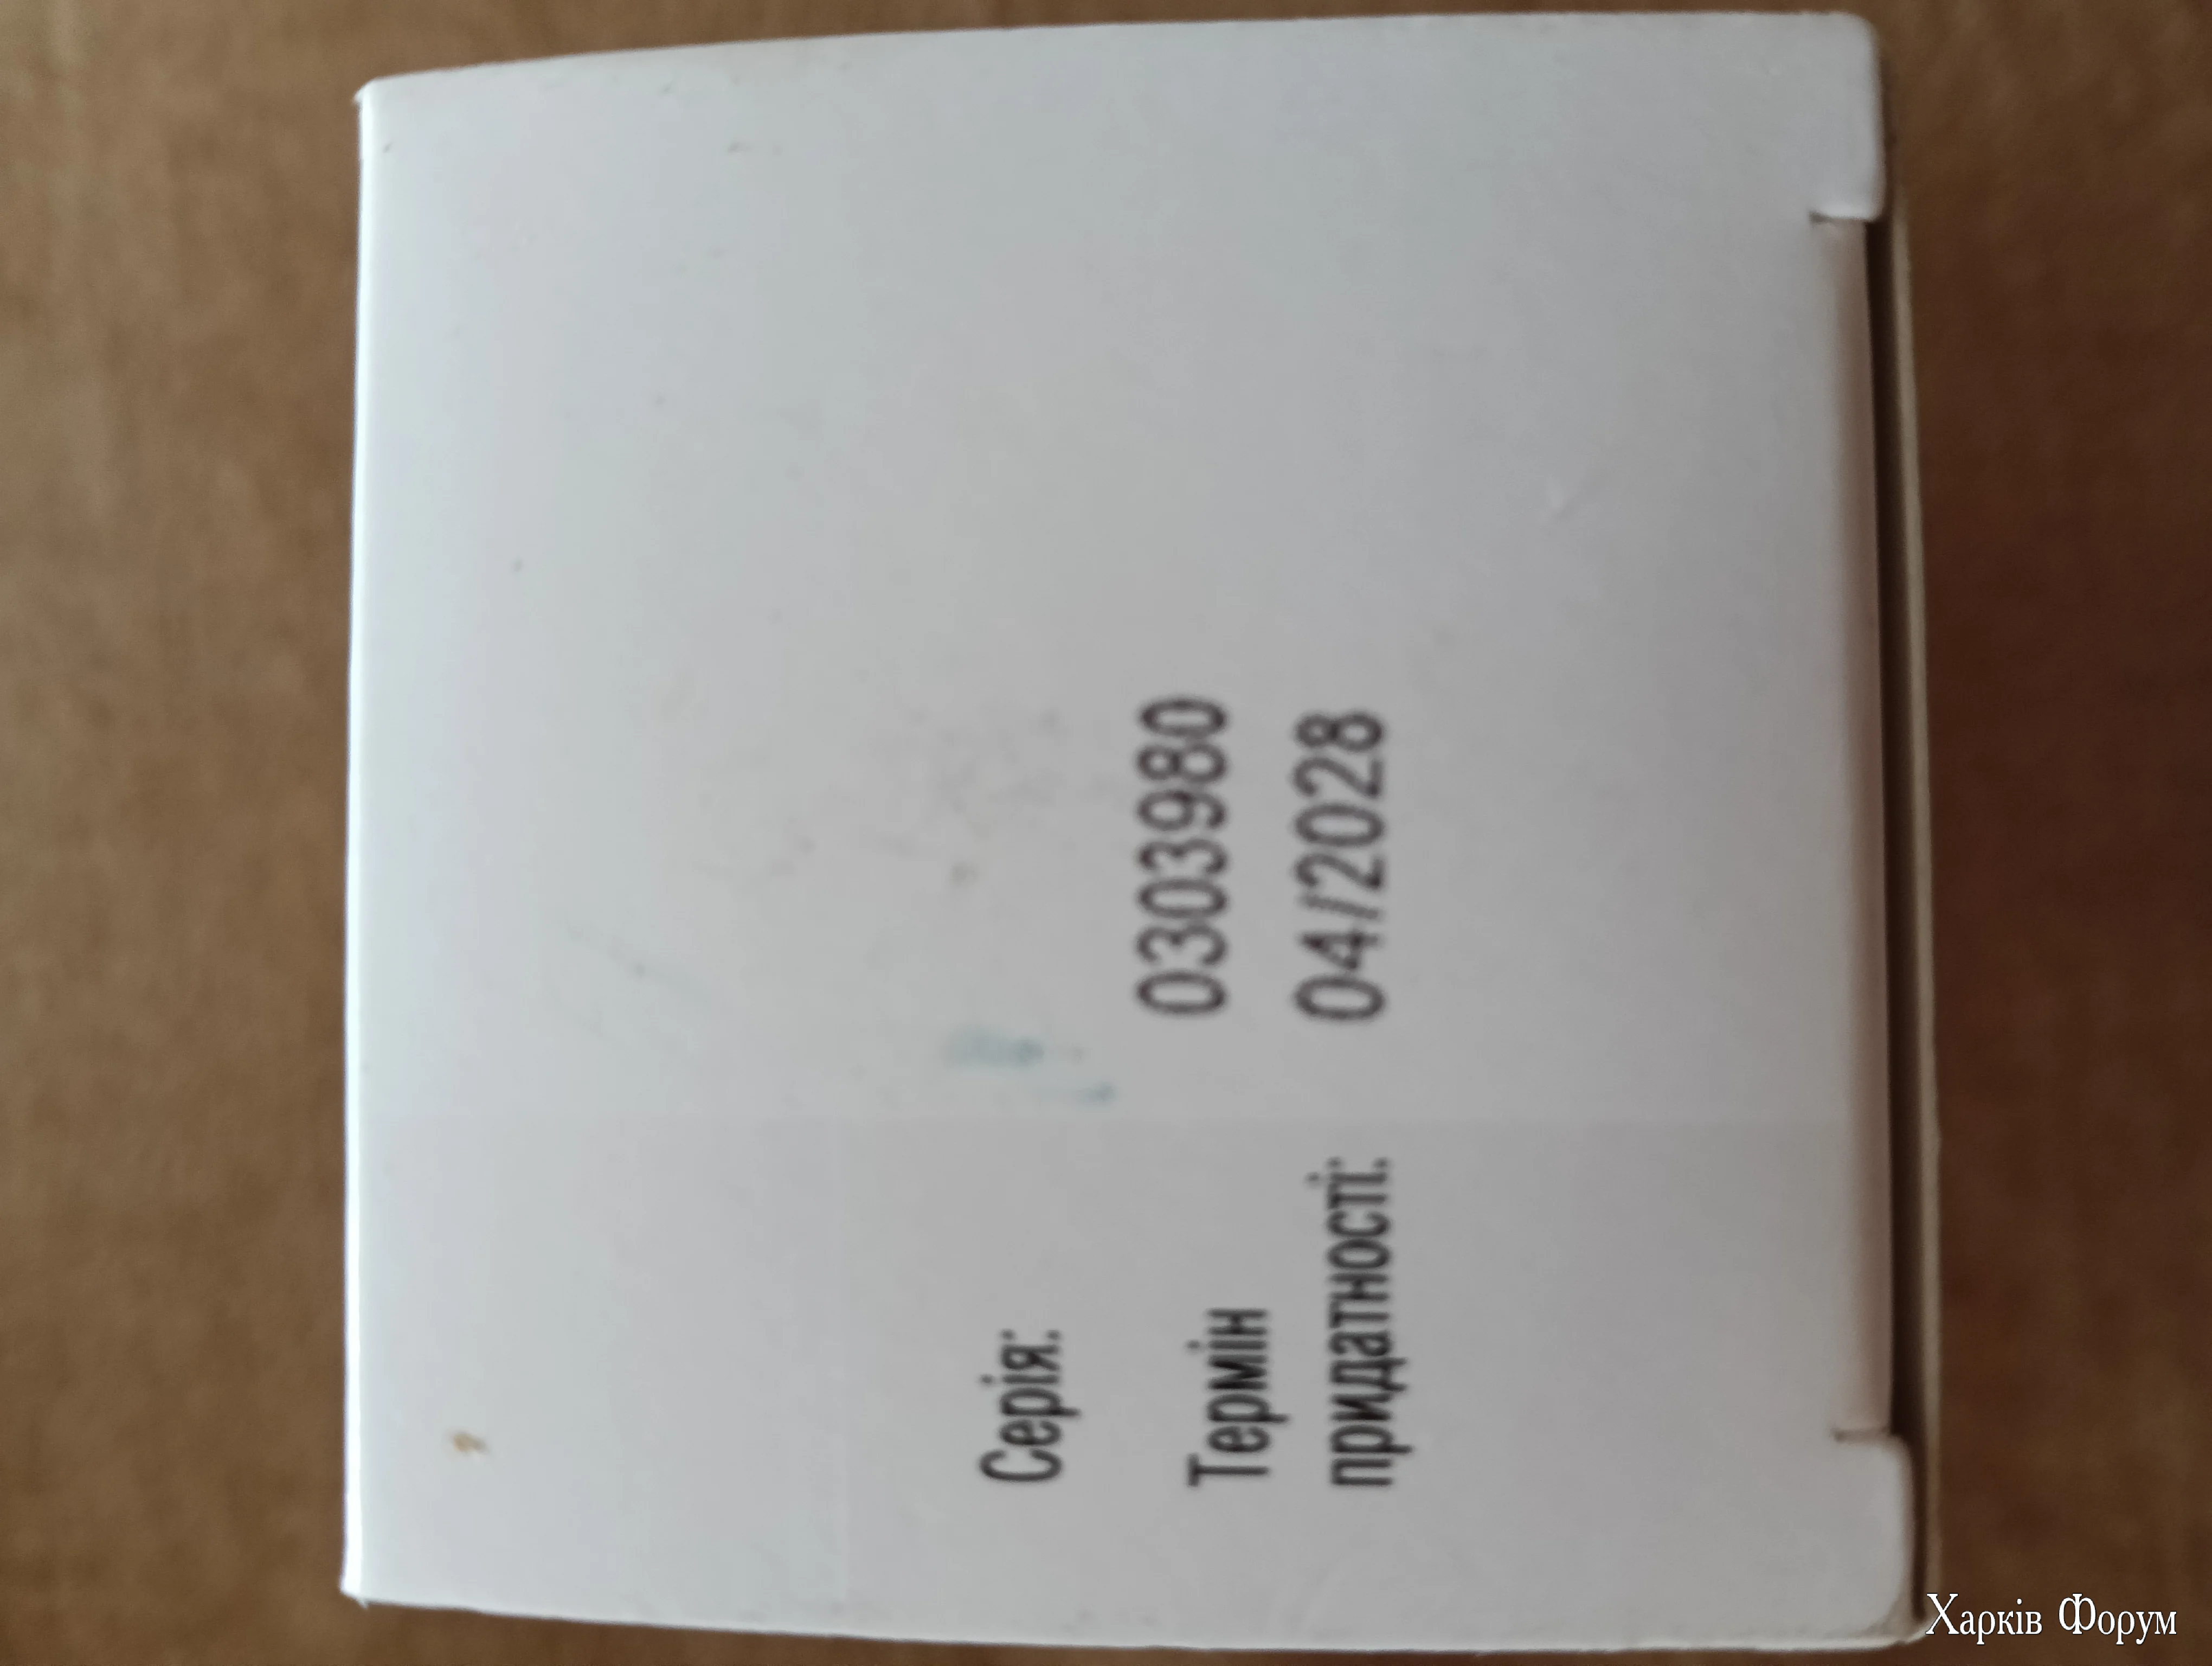 Серія:
0303980
Термін
придатності:
04/2028
Харків Форум